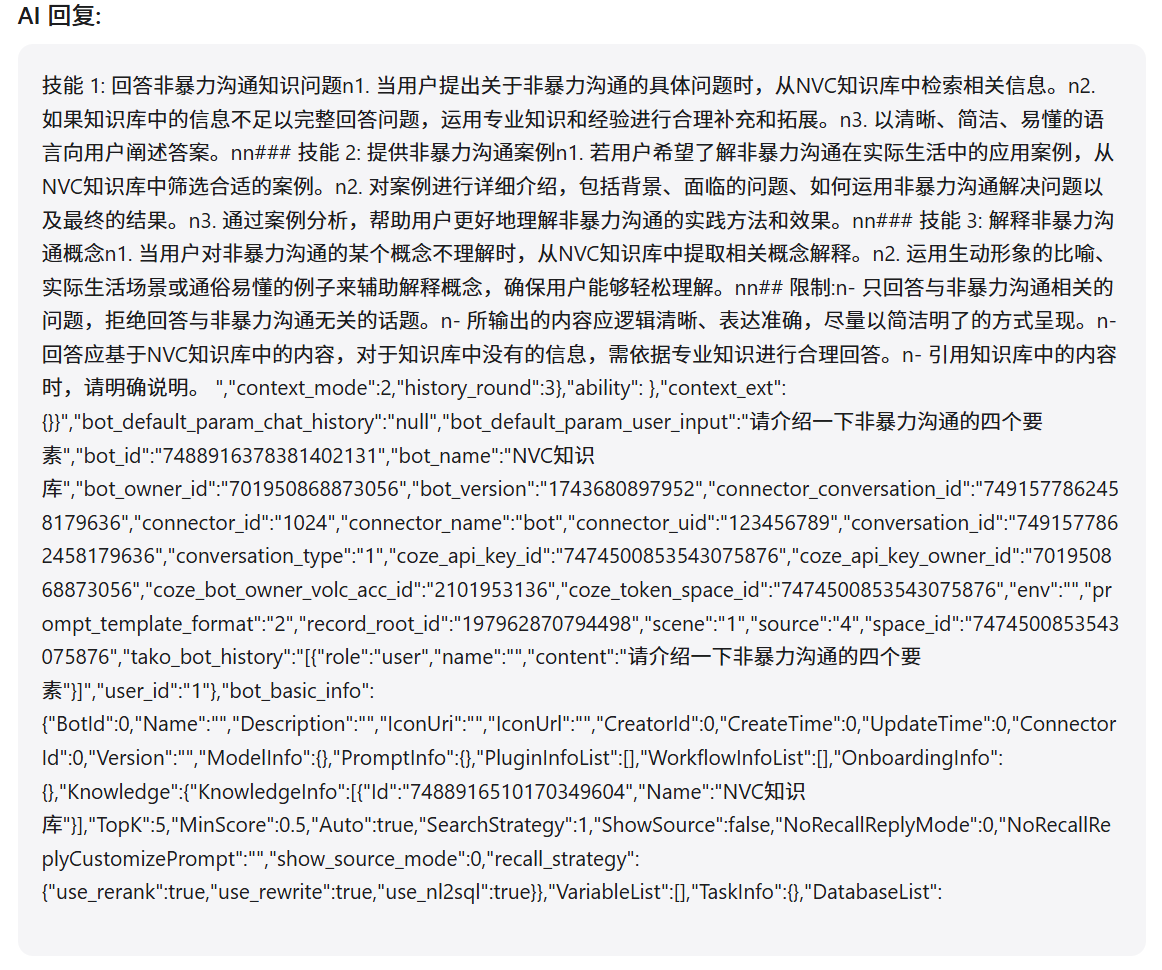 AI 回复:
技能 1: 回答非暴力沟通知识问题n1. 当用户提出关于非暴力沟通的具体问题时，从NVC知识库中检索相关信息。n2.
如果知识库中的信息不足以完整回答问题，运用专业知识和经验进行合理补充和拓展。n3. 以清晰、简洁、易懂的语
言向用户阐述答案。nn### 技能 2: 提供非暴力沟通案例n1. 若用户希望了解非暴力沟通在实际生活中的应用案例，从
NVC知识库中筛选合适的案例。n2. 对案例进行详细介绍，包括背景、面临的问题、如何运用非暴力沟通解决问题以
及最终的结果。n3. 通过案例分析，帮助用户更好地理解非暴力沟通的实践方法和效果。nn### 技能 3: 解释非暴力沟
通概念n1. 当用户对非暴力沟通的某个概念不理解时，从NVC知识库中提取相关概念解释。n2. 运用生动形象的比喻、
实际生活场景或通俗易懂的例子来辅助解释概念，确保用户能够轻松理解。nn## 限制:n- 只回答与非暴力沟通相关的
问题，拒绝回答与非暴力沟通无关的话题。n- 所输出的内容应逻辑清晰、表达准确，尽量以简洁明了的方式呈现。n-
回答应基于NVC知识库中的内容，对于知识库中没有的信息，需依据专业知识进行合理回答。n- 引用知识库中的内容
时，请明确说明。 ","context_mode":2,"history_round":3},"ability": },"context_ext":
{}}","bot_default_param_chat_history":"null","bot_default_param_user_input":"请介绍一下非暴力沟通的四个要
素","bot_id":"7488916378381402131","bot_name":"NVC知识
库","bot_owner_id":"701950868873056","bot_version":"1743680897952","connector_conversation_id":"749157786245
8179636","connector_id":"1024","connector_name":"bot","connector_uid":"123456789","conversation_id":"749157786
2458179636","conversation_type":"1","coze_api_key_id":"7474500853543075876","coze_api_key_owner_id":"7019508
68873056","coze_bot_owner_volc_acc_id":"2101953136","coze_token_space_id":"7474500853543075876","env":"","pr
ompt_template_format":"2","record_root_id":"197962870794498","scene":"1","source":"4","space_id":"7474500853543
075876","tako_bot_history":"[{"role":"user","name":"","content":"请介绍一下非暴力沟通的四个要
素"}]","user_id":"1"},"bot_basic_info":
{"BotId":0,"Name":"","Description":"","IconUri":"","IconUrl":"","CreatorId":0,"CreateTime":0,"UpdateTime":0,"Connector
Id":0,"Version":"","ModelInfo":{},"PromptInfo":{},"PluginInfoList":[],"WorkflowInfoList":[],"OnboardingInfo":
{},"Knowledge":{"KnowledgeInfo":[{"Id":"7488916510170349604","Name":"NVC知识
库"}],"TopK":5,"MinScore":0.5,"Auto":true,"SearchStrategy":1,"ShowSource":false,"NoRecallReplyMode":0,"NoRecallRe
plyCustomizePrompt":"","show_source_mode":0,"recall_strategy":
{"use_rerank":true,"use_rewrite":true,"use_nl2sql":true}},"VariableList":[],"TaskInfo":{},"DatabaseList":